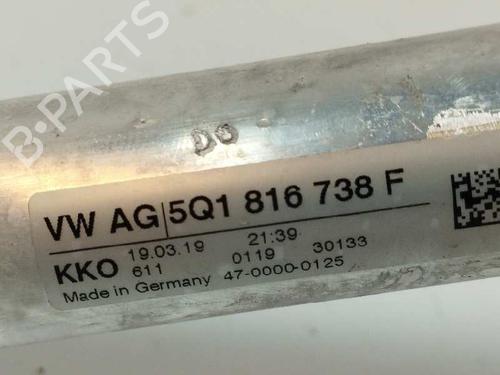 B-PARTS
DO
VW AG 5Q1 816 738 F
19.03.19 21:39
KKO 611 0119 30133
Made in Germany 47-0000-0125